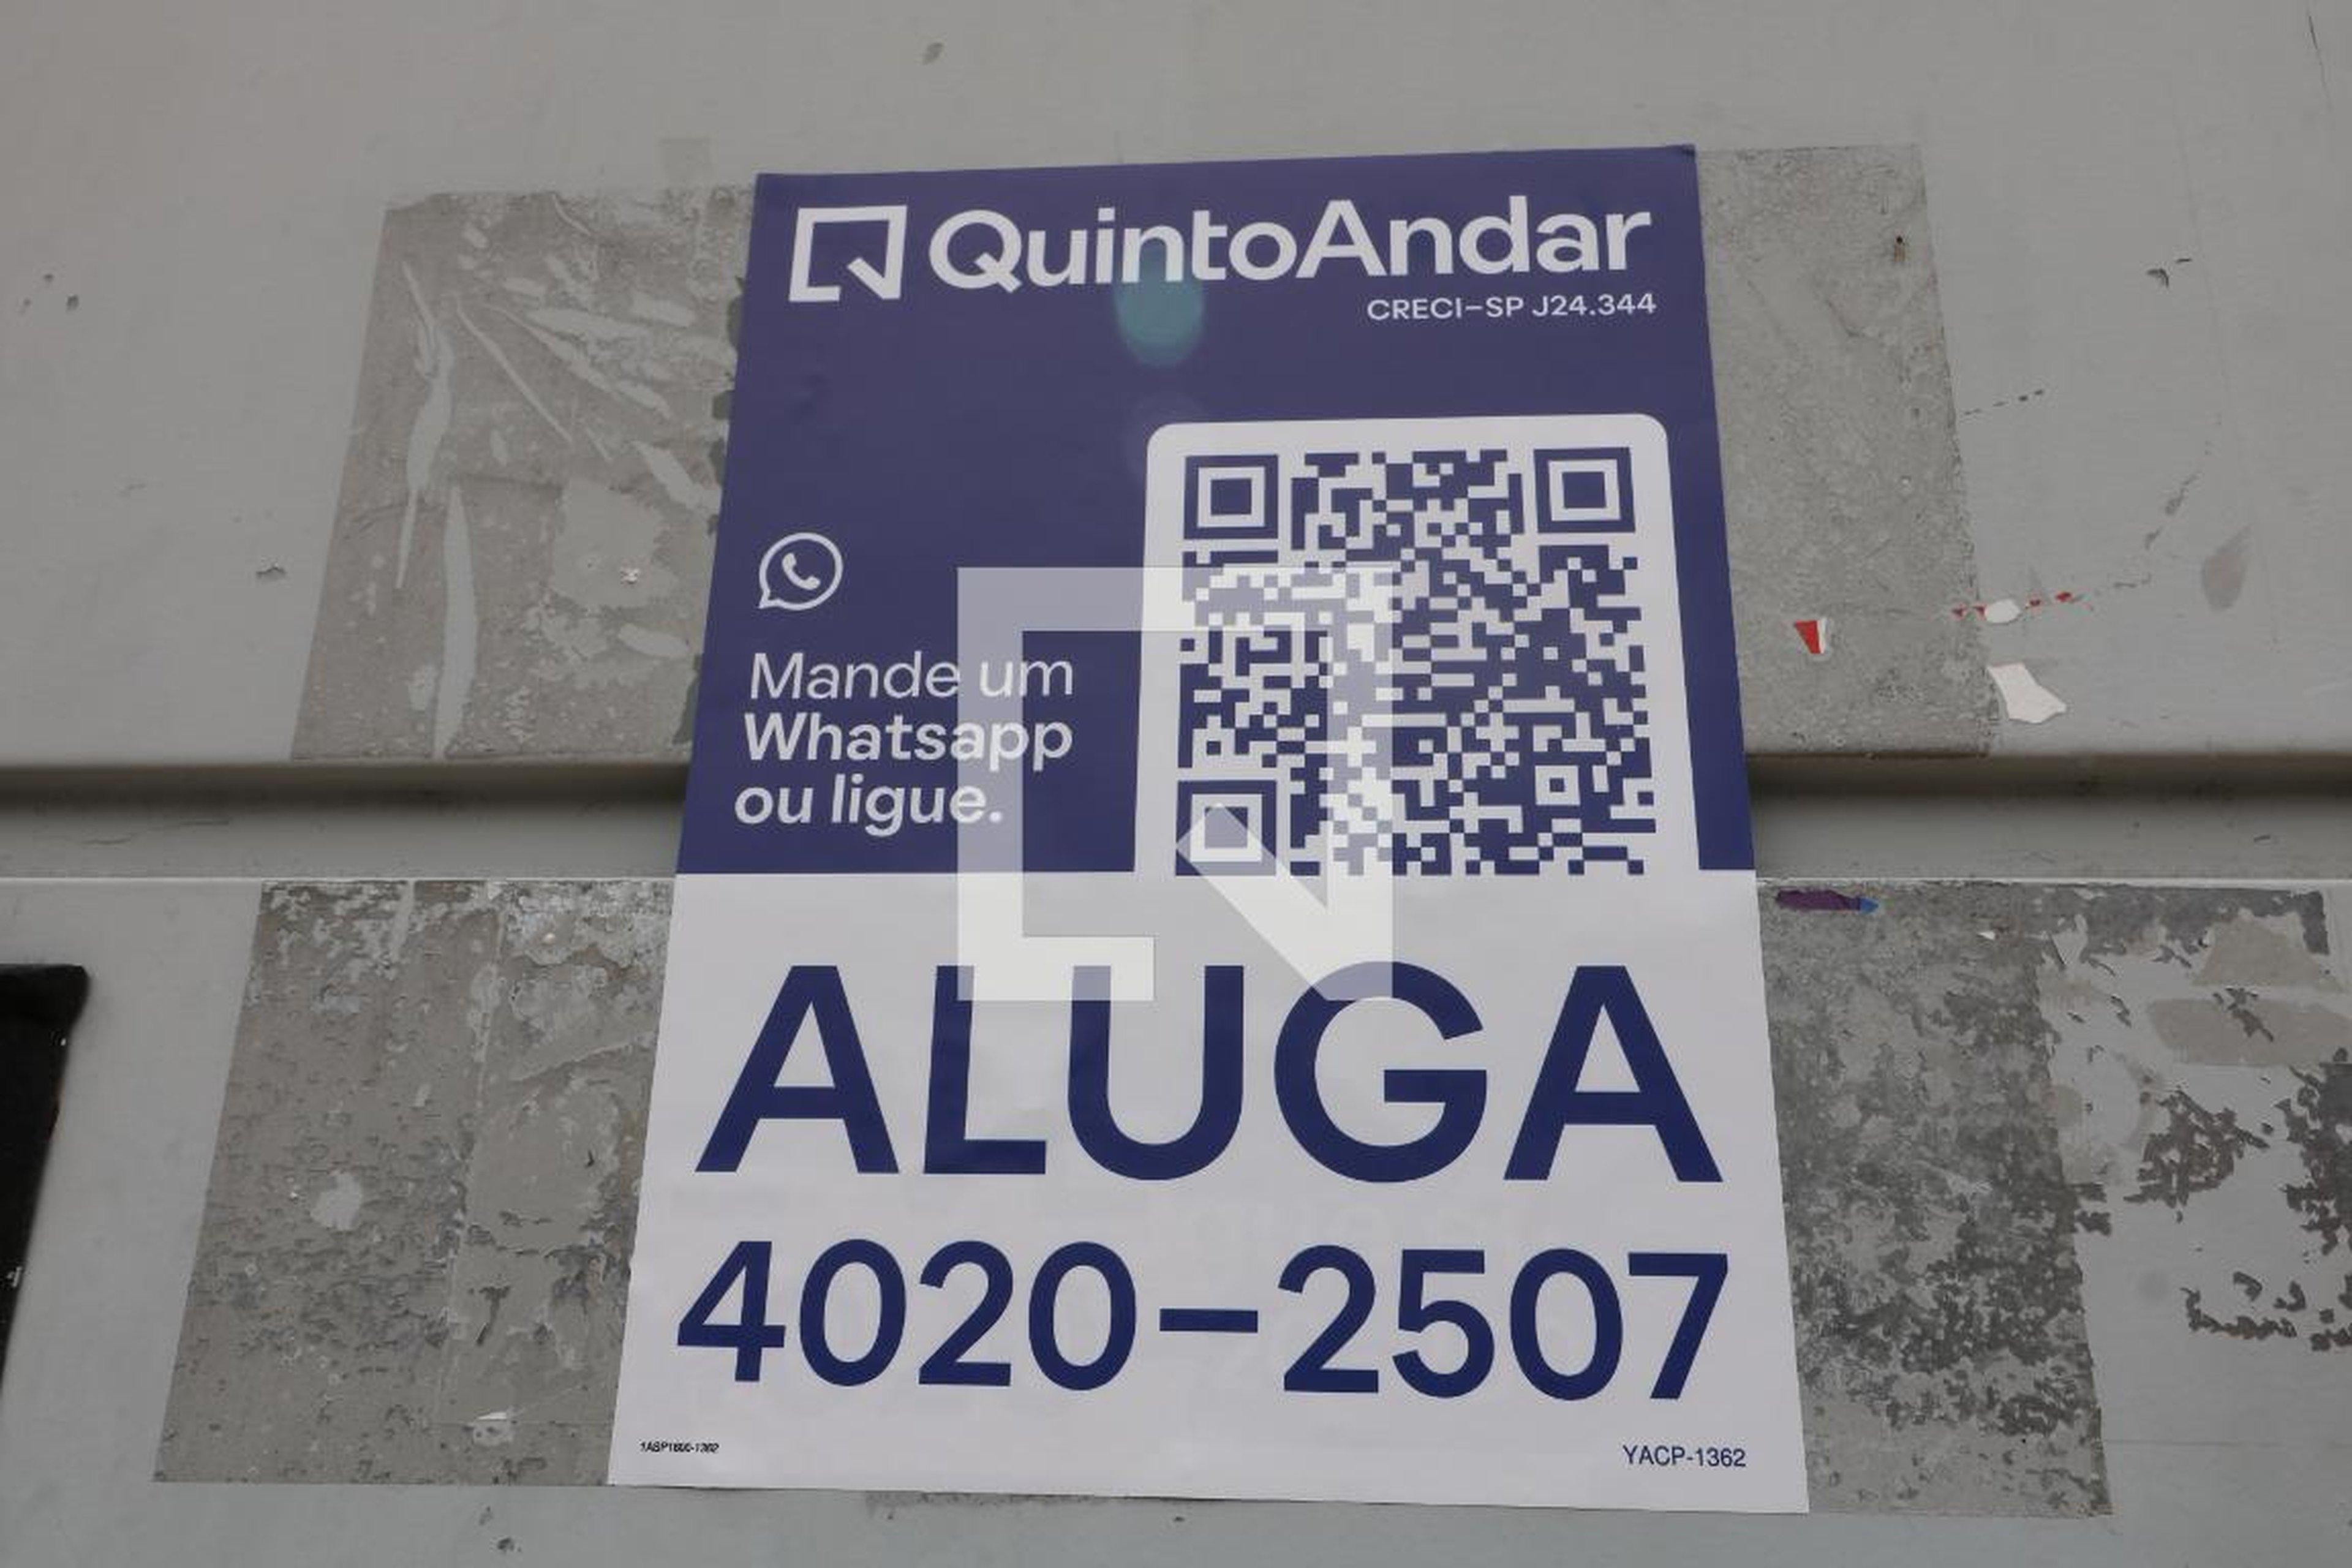 QuintoAndar
CRECI-SP J24.344
Mande um
Whatsapp
ou ligue.
ALUGA
4020-2507
YACP-1362